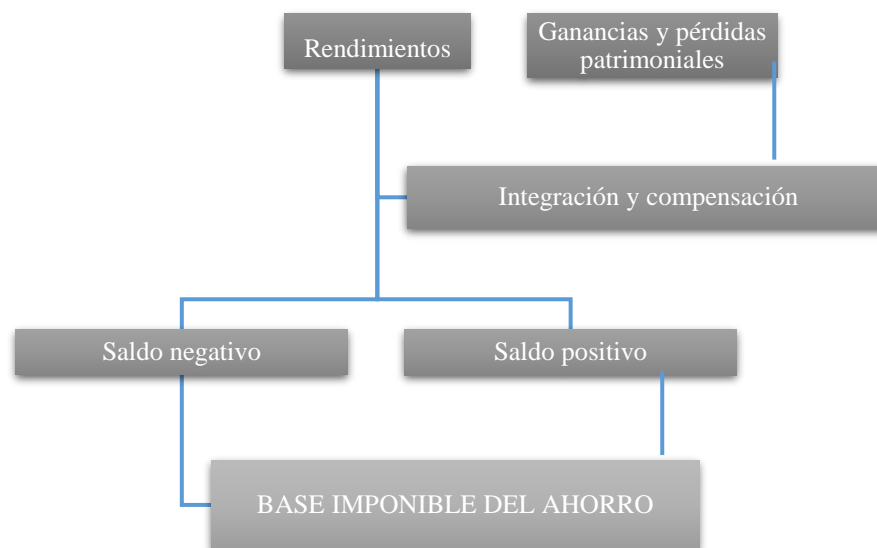 Rendimientos
Ganancias y pérdidas
patrimoniales
Integración y compensación
Saldo negativo
Saldo positivo
BASE IMPONIBLE DEL AHORRO